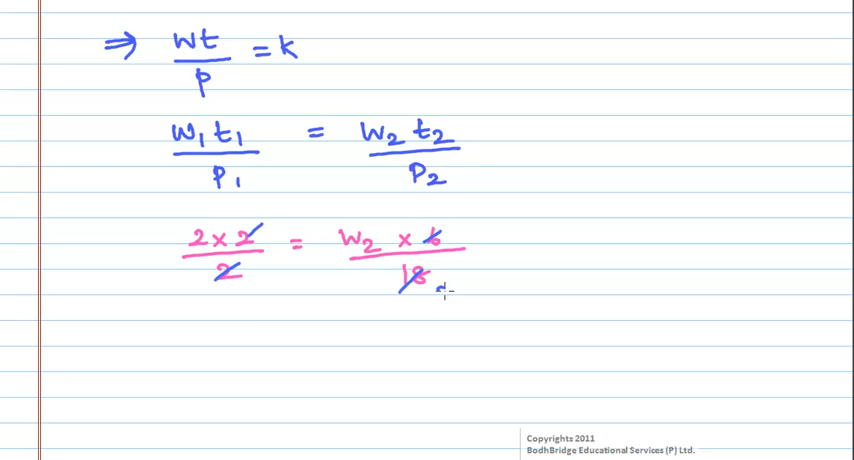 ⇒ wt/p = k
w₁t₁/p₁ = w₂t₂/p₂
2 × 2/2 = w₂ × 6/18
Copyrights 2011
BodhBridge Educational Services (P) Ltd.